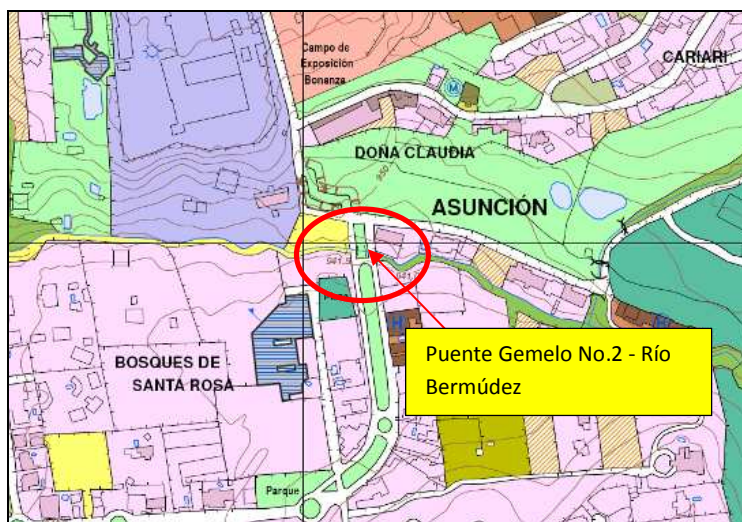 Campo de
Exposición
Bonanza
CARIARI
M
DOÑA CLAUDIA
950
ASUNCIÓN
BOSQUES DE
SANTA ROSA
H
H
Puente Gemelo No.2 - Río
Bermúdez
Parque